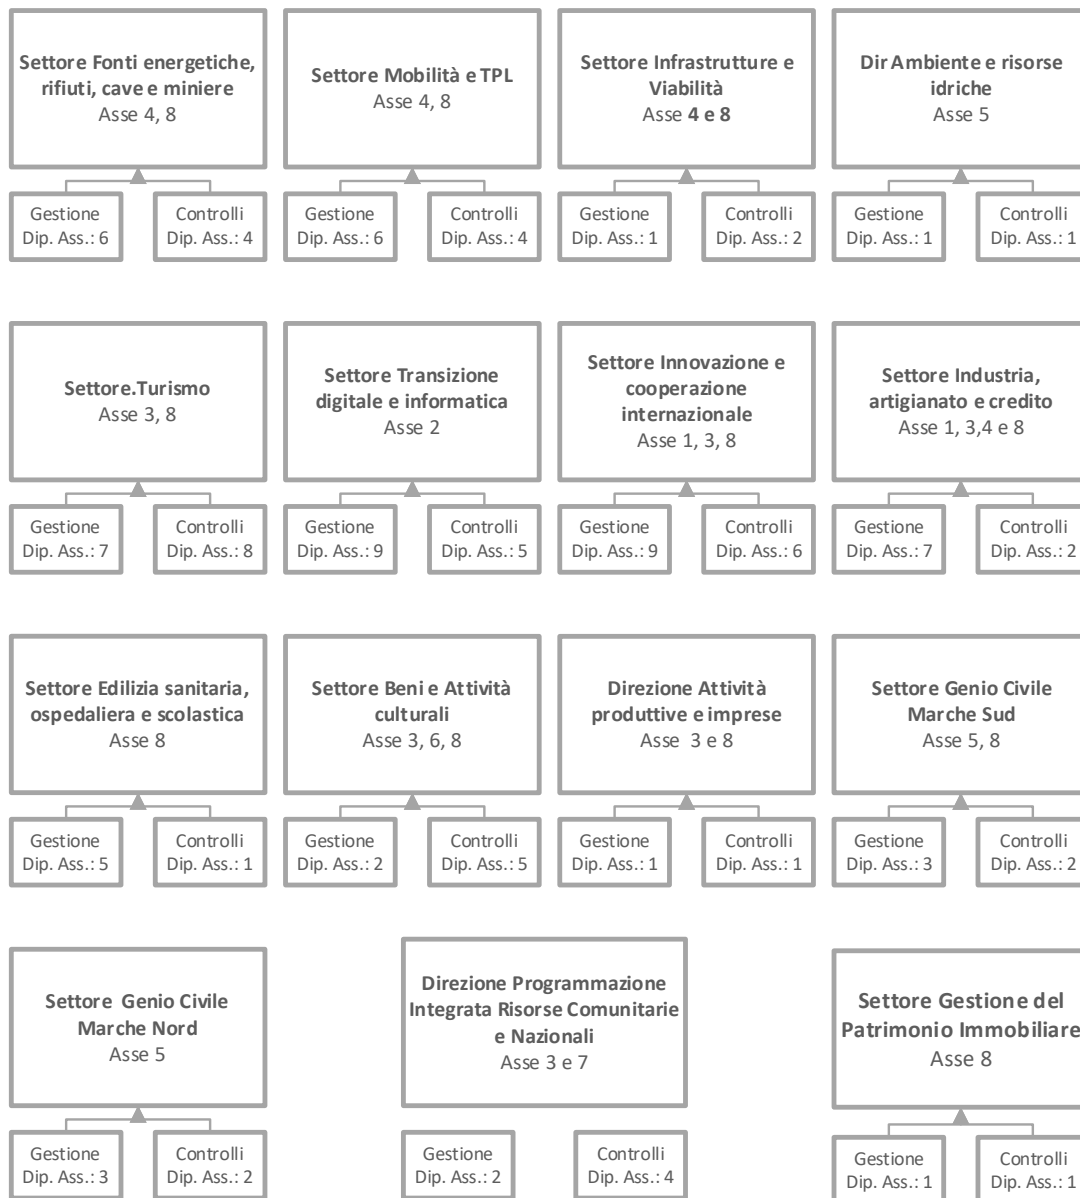 Settore Fonti energetiche,
rifiuti, cave e miniere
Asse 4, 8
Gestione
Dip. Ass.: 6
Controlli
Dip. Ass.: 4
Settore Mobilità e TPL
Asse 4, 8
Gestione
Dip. Ass.: 6
Controlli
Dip. Ass.: 4
Settore Infrastrutture e
Viabilità
Asse 4 e 8
Gestione
Dip. Ass.: 1
Controlli
Dip. Ass.: 2
Dir Ambiente e risorse
idriche
Asse 5
Gestione
Dip. Ass.: 1
Controlli
Dip. Ass.: 1
Settore.Turismo
Asse 3, 8
Gestione
Dip. Ass.: 7
Controlli
Dip. Ass.: 8
Settore Transizione
digitale e informatica
Asse 2
Gestione
Dip. Ass.: 9
Controlli
Dip. Ass.: 5
Settore Innovazione e
cooperazione
internazionale
Asse 1, 3, 8
Gestione
Dip. Ass.: 9
Controlli
Dip. Ass.: 6
Settore Industria,
artigianato e credito
Asse 1, 3,4 e 8
Gestione
Dip. Ass.: 7
Controlli
Dip. Ass.: 2
Settore Edilizia sanitaria,
ospedaliera e scolastica
Asse 8
Gestione
Dip. Ass.: 5
Controlli
Dip. Ass.: 1
Settore Beni e Attività
culturali
Asse 3, 6, 8
Gestione
Dip. Ass.: 2
Controlli
Dip. Ass.: 5
Direzione Attività
produttive e imprese
Asse 3 e 8
Gestione
Dip. Ass.: 1
Controlli
Dip. Ass.: 1
Settore Genio Civile
Marche Sud
Asse 5, 8
Gestione
Dip. Ass.: 3
Controlli
Dip. Ass.: 2
Settore Genio Civile
Marche Nord
Asse 5
Gestione
Dip. Ass.: 3
Controlli
Dip. Ass.: 2
Direzione Programmazione
Integrata Risorse Comunitarie
e Nazionali
Asse 3 e 7
Gestione
Dip. Ass.: 2
Controlli
Dip. Ass.: 4
Settore Gestione del
Patrimonio Immobiliare
Asse 8
Gestione
Dip. Ass.: 1
Controlli
Dip. Ass.: 1